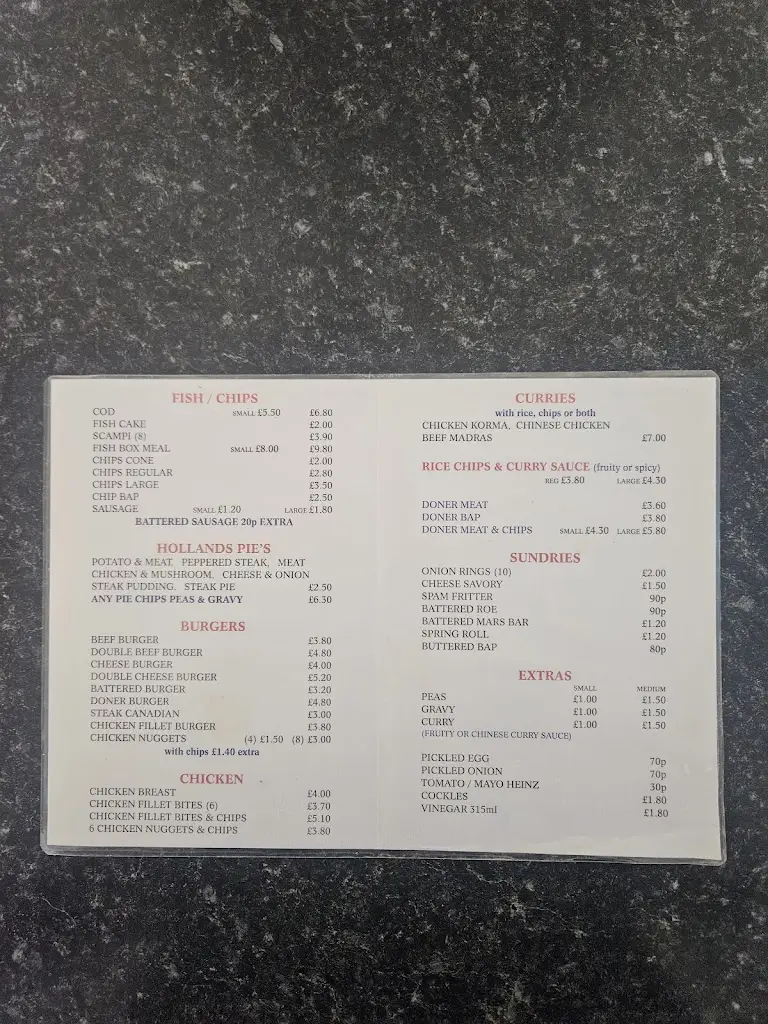 FISH / CHIPS
COD SMALL £5.50 £6.80
FISH CAKE £2.00
SCAMPI (8) £3.90
FISH BOX MEAL SMALL £8.00 £9.80
CHIPS CONE £2.00
CHIPS REGULAR £2.80
CHIPS LARGE £3.50
CHIP BAP £2.50
SAUSAGE SMALL £1.20 LARGE £1.80
BATTERED SAUSAGE 20p EXTRA
HOLLANDS PIE'S
POTATO & MEAT, PEPPERED STEAK, MEAT
CHICKEN & MUSHROOM, CHEESE & ONION
STEAK PUDDING. STEAK PIE £2.50
ANY PIE CHIPS PEAS & GRAVY £6.30
BURGERS
BEEF BURGER £3.80
DOUBLE BEEF BURGER £4.80
CHEESE BURGER £4.00
DOUBLE CHEESE BURGER £5.20
BATTERED BURGER £3.20
DONER BURGER £4.80
STEAK CANADIAN £3.00
CHICKEN FILLET BURGER £3.80
CHICKEN NUGGETS (4) £1.50 (8) £3.00
with chips £1.40 extra
CHICKEN
CHICKEN BREAST £4.00
CHICKEN FILLET BITES (6) £3.70
CHICKEN FILLET BITES & CHIPS £5.10
6 CHICKEN NUGGETS & CHIPS £3.80
CURRIES
with rice, chips or both
CHICKEN KORMA, CHINESE CHICKEN
BEEF MADRAS £7.00
RICE CHIPS & CURRY SAUCE (fruity or spicy)
REG £3.80 LARGE £4.30
DONER MEAT £3.60
DONER BAP £3.80
DONER MEAT & CHIPS SMALL £4.30 LARGE £5.80
SUNDRIES
ONION RINGS (10) £2.00
CHEESE SAVORY £1.50
SPAM FRITTER 90p
BATTERED ROE 90p
BATTERED MARS BAR £1.20
SPRING ROLL £1.20
BUTTERED BAP 80p
EXTRAS
SMALL MEDIUM
PEAS £1.00 £1.50
GRAVY £1.00 £1.50
CURRY £1.00 £1.50
(FRUITY OR CHINESE CURRY SAUCE)
PICKLED EGG 70p
PICKLED ONION 70p
TOMATO / MAYO HEINZ 30p
COCKLES £1.80
VINEGAR 315ml £1.80